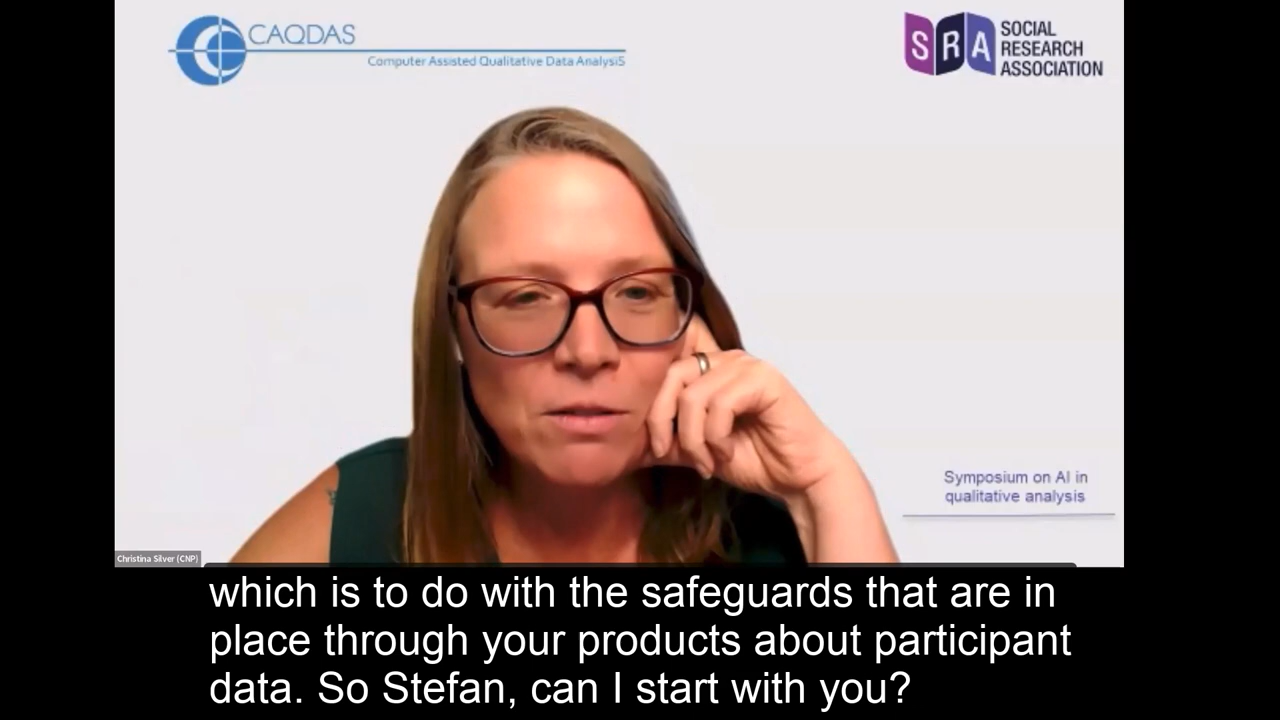 CAQDAS
Computer Assisted Qualitative Data AnalysiS
SRA
SOCIAL
RESEARCH
ASSOCIATION
Symposium on AI in
qualitative analysis
Christina Silver (CNP)
which is to do with the safeguards that are in
place through your products about participant
data. So Stefan, can I start with you?